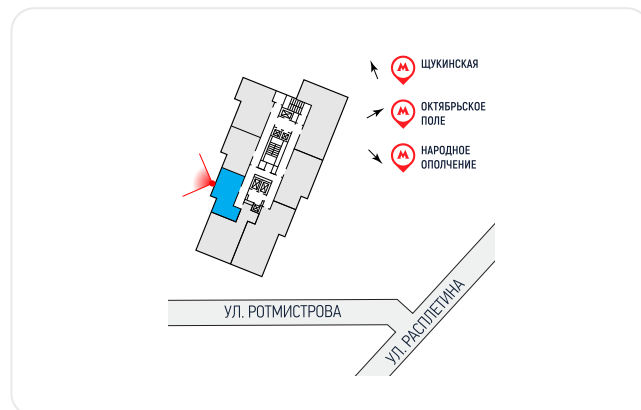 М ЩУКИНСКАЯ
М ОКТЯБРЬСКОЕ
ПОЛЕ
М НАРОДНОЕ
ОПОЛЧЕНИЕ
УЛ. РОТМИСТРОВА
УЛ. РАСПЛЕТИНА